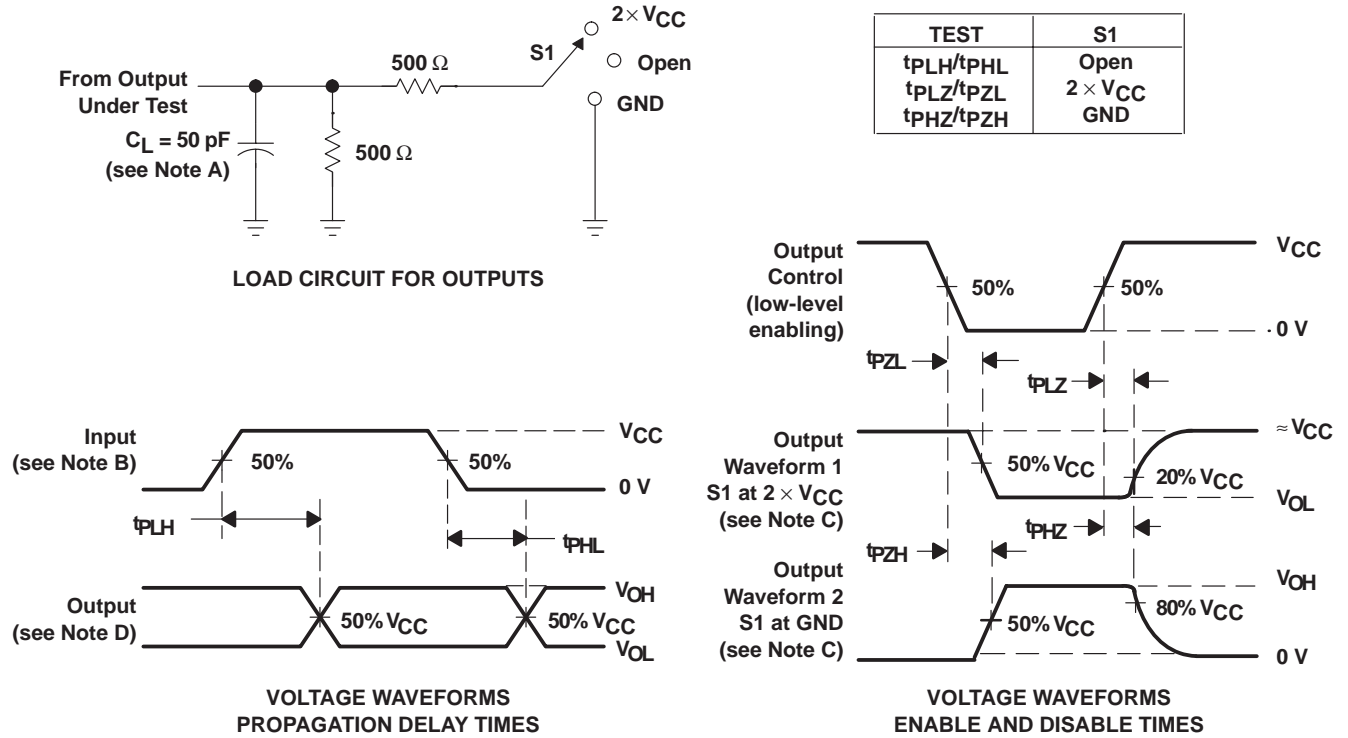 2 × VCC
S1
500 Ω
Open
From Output
Under Test
GND
CL = 50 pF
(see Note A)
500 Ω
LOAD CIRCUIT FOR OUTPUTS
TEST S1
tPLH/tPHL Open
tPLZ/tPZL 2 × VCC
tPHZ/tPZH GND
Input
(see Note B)
50%
50%
VCC
0 V
tPLH
tPHL
Output
(see Note D)
50% VCC
50% VCC
VOH
VOL
VOLTAGE WAVEFORMS
PROPAGATION DELAY TIMES
Output
Control
(low-level
enabling)
50%
50%
VCC
0 V
tPZL
tPLZ
Output
Waveform 1
S1 at 2 × VCC
(see Note C)
50% VCC
20% VCC
≈ VCC
VOL
tPZH
tPHZ
Output
Waveform 2
S1 at GND
(see Note C)
50% VCC
80% VCC
VOH
0 V
VOLTAGE WAVEFORMS
ENABLE AND DISABLE TIMES